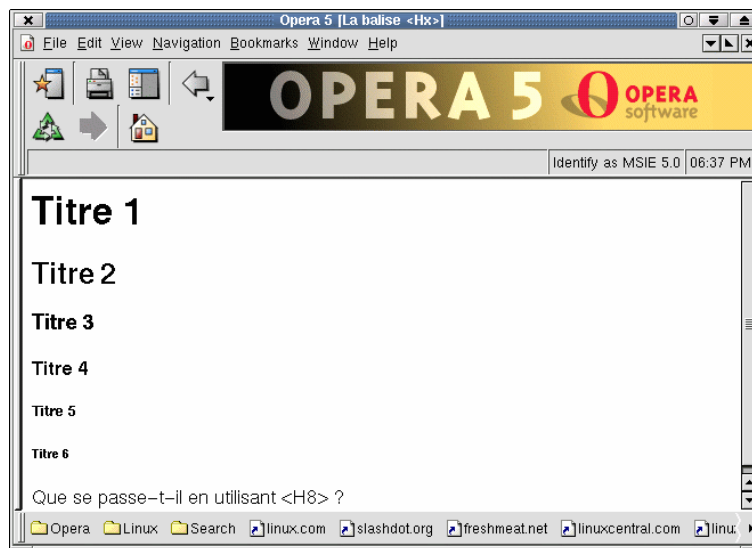 Opera 5 [La balise <Hx>]
File Edit View Navigation Bookmarks Window Help
OPERA 5 OPERA
software
Identify as MSIE 5.0 06:37 PM
Titre 1
Titre 2
Titre 3
Titre 4
Titre 5
Titre 6
Que se passe-t-il en utilisant <H8> ?
Opera Linux Search linux.com slashdot.org freshmeat.net linuxcentral.com linu